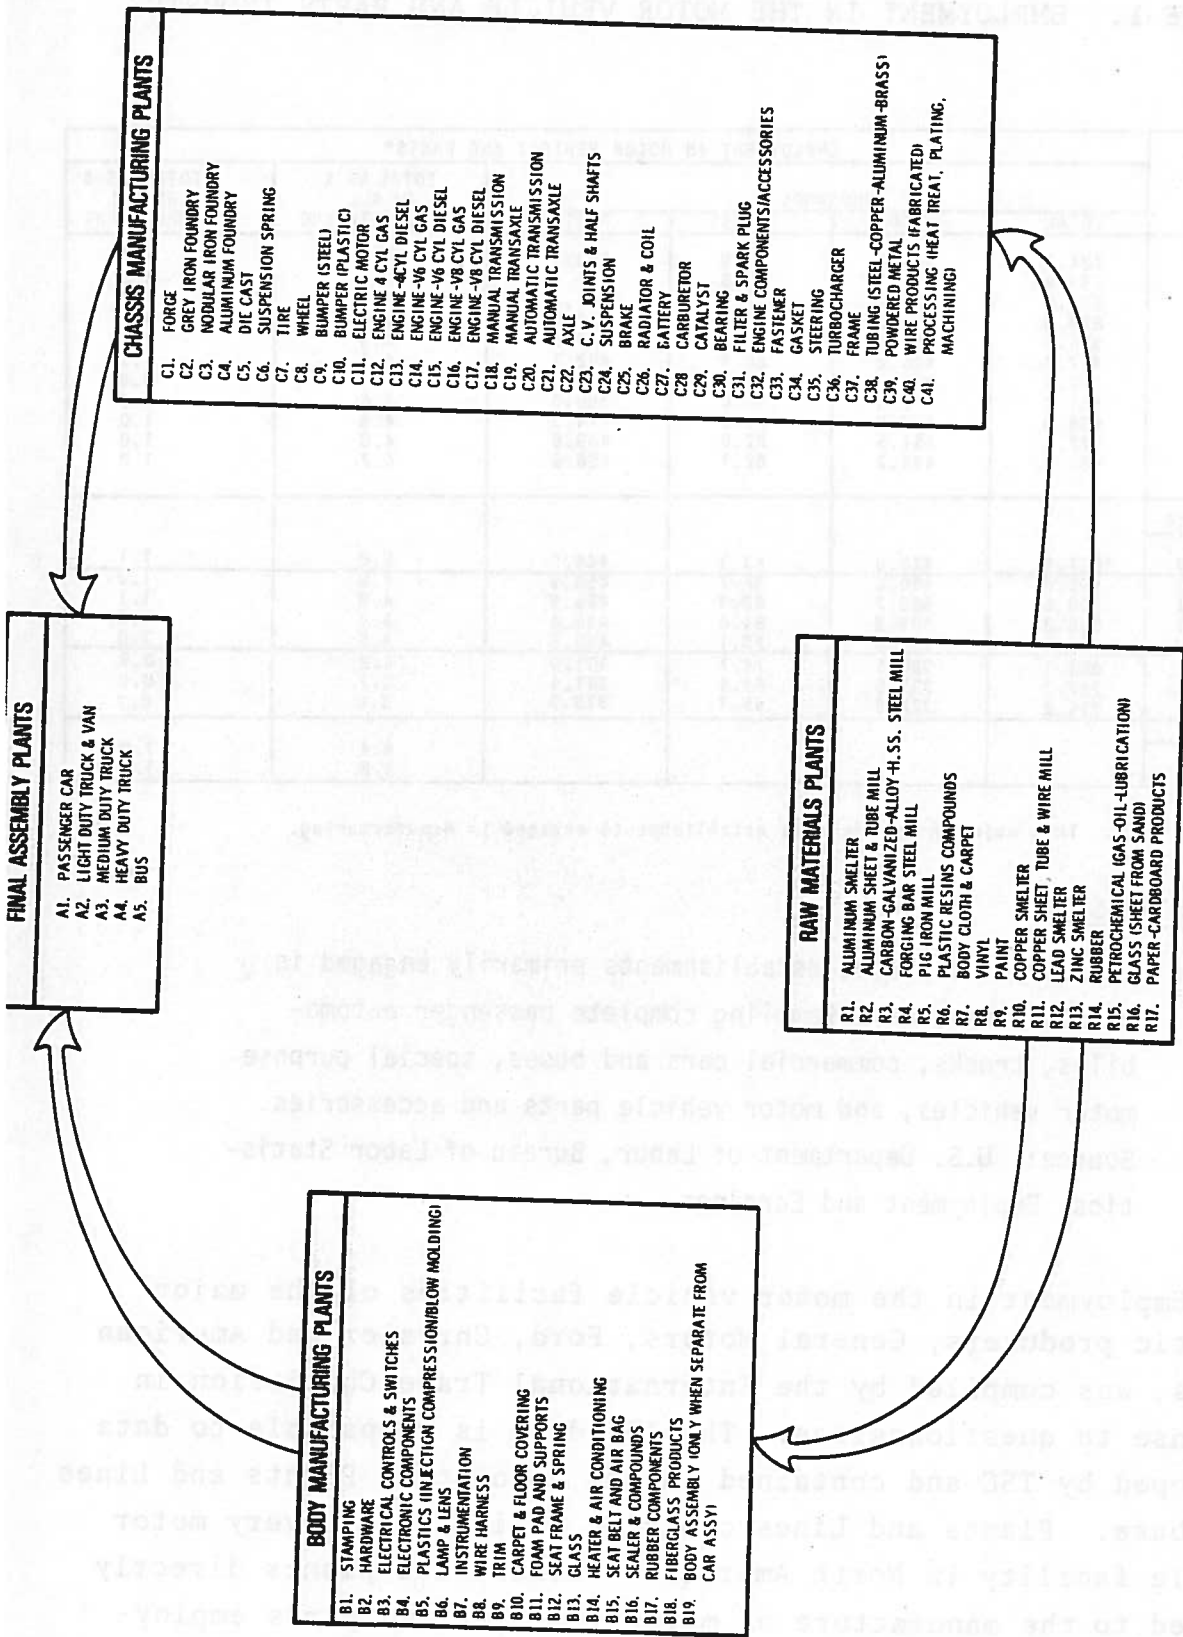 FINAL ASSEMBLY PLANTS
A1. PASSENGER CAR
A2. LIGHT DUTY TRUCK & VAN
A3. MEDIUM DUTY TRUCK
A4. HEAVY DUTY TRUCK
A5. BUS
BODY MANUFACTURING PLANTS
B1. STAMPING
B2. HARDWARE
B3. ELECTRICAL CONTROLS & SWITCHES
B4. ELECTRONIC COMPONENTS
B5. PLASTICS (INJECTION COMPRESSION/BLOW MOLDING)
B6. LAMP & LENS
B7. INSTRUMENTATION
B8. WIRE HARNESS
B9. TRIM
B10. CARPET & FLOOR COVERING
B11. FOAM PAD AND SUPPORTS
B12. SEAT FRAME & SPRING
B13. GLASS
B14. HEATER & AIR CONDITIONING
B15. SEAT BELT AND AIR BAG
B16. SEALER & COMPOUNDS
B17. RUBBER COMPONENTS
B18. FIBERGLASS PRODUCTS
B19. BODY ASSEMBLY (ONLY WHEN SEPARATE FROM
CAR ASSY)
CHASSIS MANUFACTURING PLANTS
C1. FORGE
C2. GREY IRON FOUNDRY
C3. NODULAR IRON FOUNDRY
C4. ALUMINUM FOUNDRY
C5. DIE CAST
C6. SUSPENSION SPRING
C7. TIRE
C8. WHEEL
C9. BUMPER (STEEL)
C10. BUMPER (PLASTIC)
C11. ELECTRIC MOTOR
C12. ENGINE 4 CYL GAS
C13. ENGINE-4CYL DIESEL
C14. ENGINE-V6 CYL GAS
C15. ENGINE-V6 CYL DIESEL
C16. ENGINE-V8 CYL GAS
C17. ENGINE-V8 CYL DIESEL
C18. MANUAL TRANSMISSION
C19. MANUAL TRANSAXLE
C20. AUTOMATIC TRANSMISSION
C21. AUTOMATIC TRANSAXLE
C22. AXLE
C23. C.V. JOINTS & HALF SHAFTS
C24. SUSPENSION
C25. BRAKE
C26. RADIATOR & COIL
C27. BATTERY
C28 CARBURETOR
C29. CATALYST
C30. BEARING
C31. FILTER & SPARK PLUG
C32. ENGINE COMPONENTS/ACCESSORIES
C33. FASTENER
C34. GASKET
C35. STEERING
C36. TURBOCHARGER
C37. FRAME
C38. TUBING (STEEL-COPPER-ALUMINUM-BRASS)
C39. POWDERED METAL
C40. WIRE PRODUCTS (FABRICATED)
C41. PROCESSING (HEAT TREAT, PLATING,
MACHINING)
RAW MATERIALS PLANTS
R1. ALUMINUM SMELTER
R2. ALUMINUM SHEET & TUBE MILL
R3. CARBON-GALVANIZED-ALLOY-H.SS. STEEL MILL
R4. FORGING BAR STEEL MILL
R5. PIG IRON MILL
R6. PLASTIC RESINS COMPOUNDS
R7. BODY CLOTH & CARPET
R8. VINYL
R9. PAINT
R10. COPPER SMELTER
R11. COPPER SHEET, TUBE & WIRE MILL
R12. LEAD SMELTER
R13. ZINC SMELTER
R14. RUBBER
R15. PETROCHEMICAL (GAS-OIL-LUBRICATION)
R16. GLASS (SHEET FROM SAND)
R17. PAPER-CARDBOARD PRODUCTS